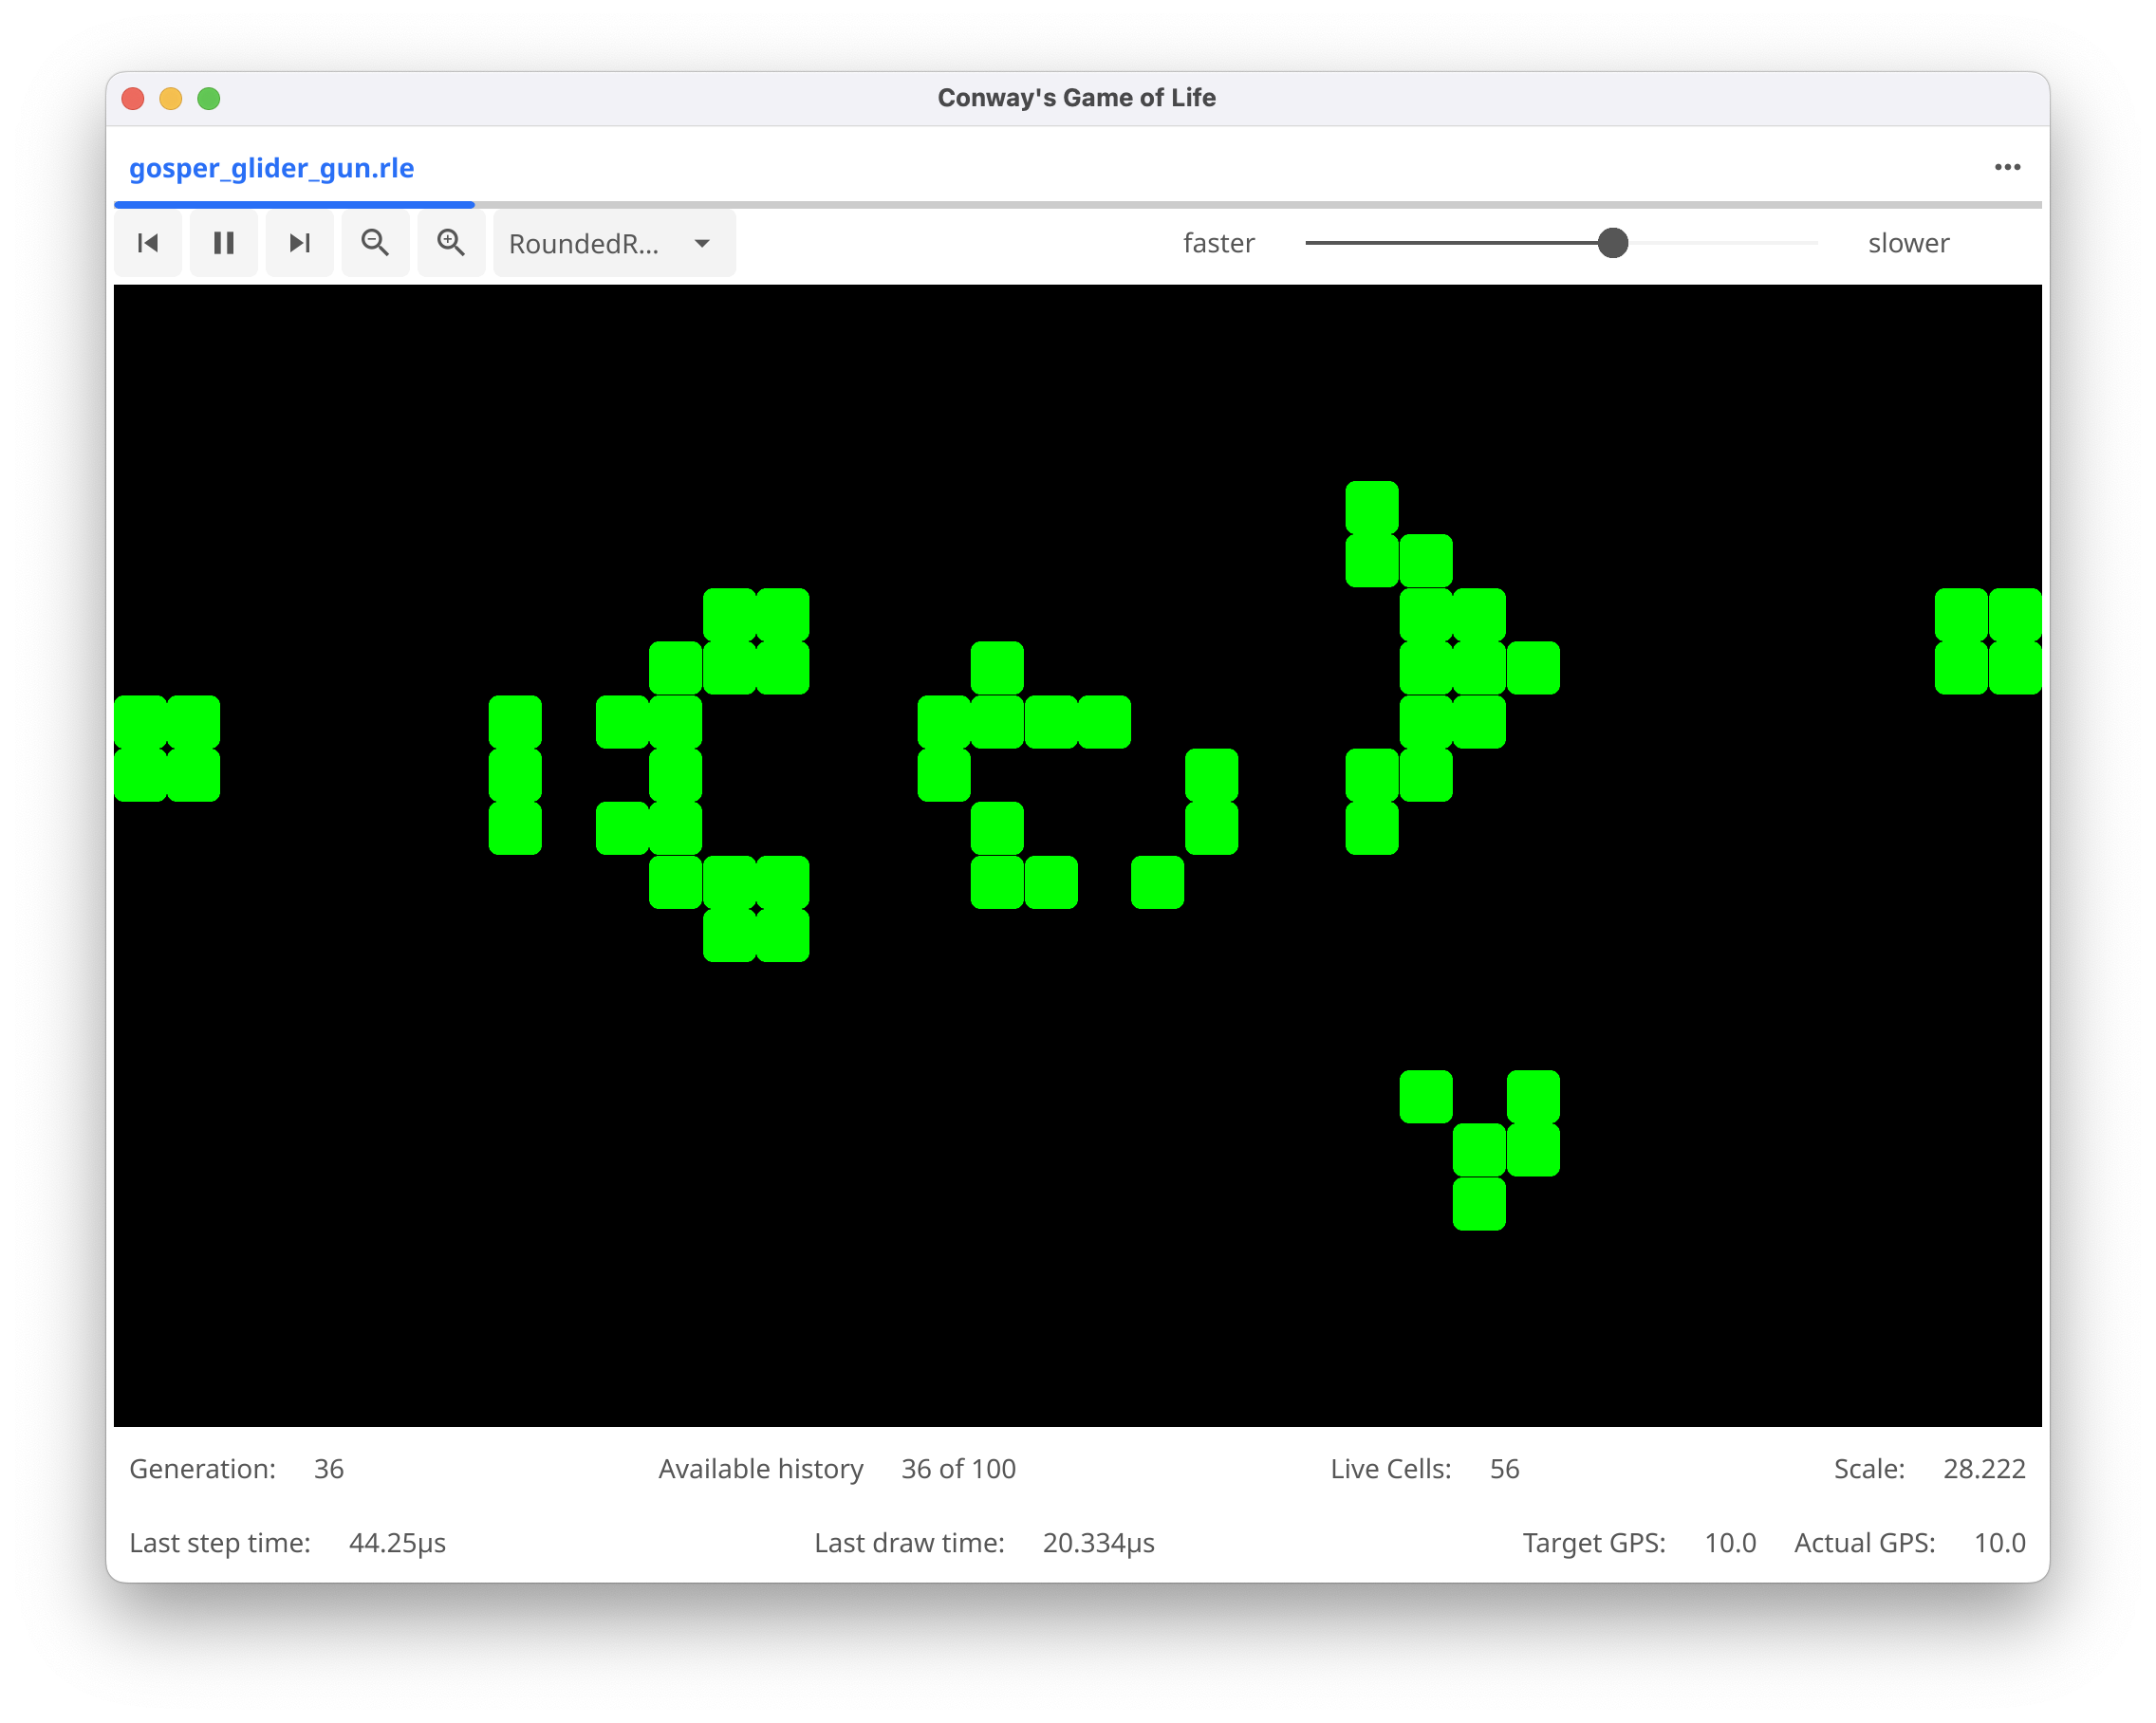 Conway's Game of Life
gosper_glider_gun.rle
RoundedR... faster slower
Generation: 36 Available history 36 of 100 Live Cells: 56 Scale: 28.222
Last step time: 44.25µs Last draw time: 20.334µs Target GPS: 10.0 Actual GPS: 10.0